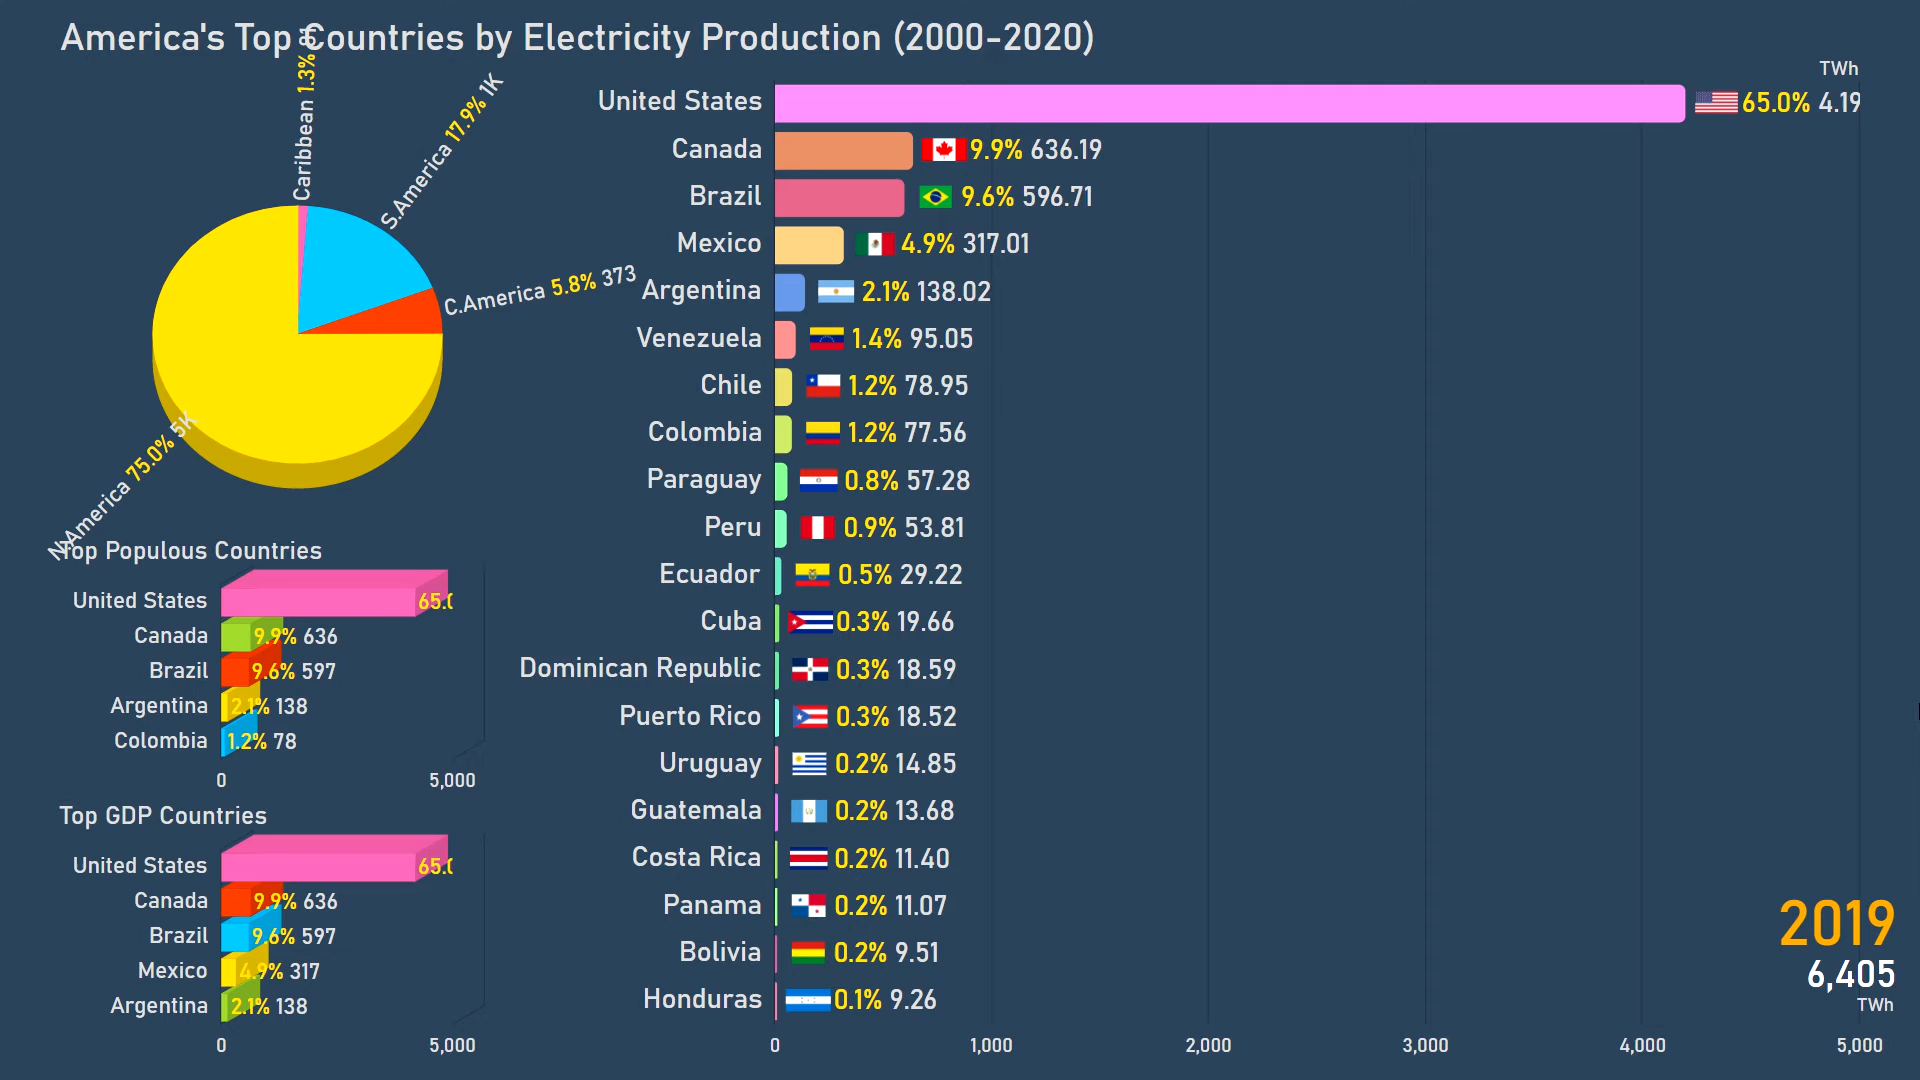 America's Top Countries by Electricity Production (2000-2020)
Caribbean 1.3% 81
S.America 17.9% 1K
C.America 5.8% 373
N.America 75.0% 5K
TWh
United States 65.0% 4.19
Canada 9.9% 636.19
Brazil 9.6% 596.71
Mexico 4.9% 317.01
Argentina 2.1% 138.02
Venezuela 1.4% 95.05
Chile 1.2% 78.95
Colombia 1.2% 77.56
Paraguay 0.8% 57.28
Peru 0.9% 53.81
Ecuador 0.5% 29.22
Cuba 0.3% 19.66
Dominican Republic 0.3% 18.59
Puerto Rico 0.3% 18.52
Uruguay 0.2% 14.85
Guatemala 0.2% 13.68
Costa Rica 0.2% 11.40
Panama 0.2% 11.07
Bolivia 0.2% 9.51
Honduras 0.1% 9.26
0 1,000 2,000 3,000 4,000 5,000
Top Populous Countries
United States 65.0
Canada 9.9% 636
Brazil 9.6% 597
Argentina 2.1% 138
Colombia 1.2% 78
0 5,000
Top GDP Countries
United States 65.0
Canada 9.9% 636
Brazil 9.6% 597
Mexico 4.9% 317
Argentina 2.1% 138
0 5,000
2019
6,405
TWh